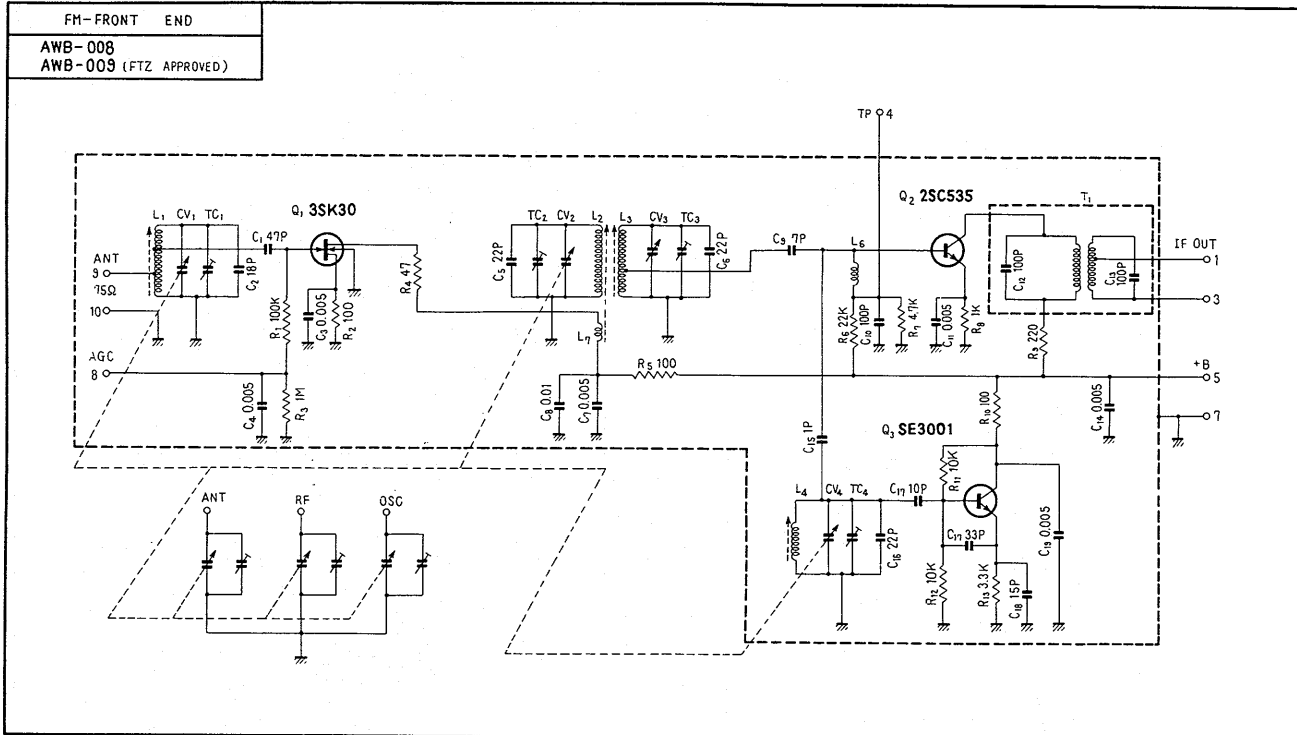 FM-FRONT END
AWB-008
AWB-009 (FTZ APPROVED)
TP 4
Q₂ 2SC535
T₁
L₁ CV₁ TC₁
Q₁ 3SK30
TC₂ CV₂ L₂ L₃ CV₃ TC₃
C₁ 47P
C₂ 18P
R₄ 47
C₅ 22P
C₆ 22P
C₉ 7P
L₆
C₁₂ 100P
C₁₃ 100P
IF OUT
1
3
ANT
9
75Ω
10
R₁ 100K
C₃ 0.005
R₂ 100
L₇
R₆ 22K
C₁₀ 100P
R₇ 4.7K
C₁₁ 0.005
R₈ 1K
R₉ 220
AGC
8
C₄ 0.005
R₃ 1M
R₅ 100
C₈ 0.01
C₇ 0.005
+B
5
7
R₁₀ 100
C₁₄ 0.005
C₁₅ 1P
Q₃ SE3001
R₁₁ 10K
L₄ CV₄ TC₄
C₁₇ 10P
C₁₆ 22P
C₁₇ 33P
R₁₂ 10K
R₁₃ 3.3K
C₁₈ 15P
C₁₉ 0.005
ANT RF OSC